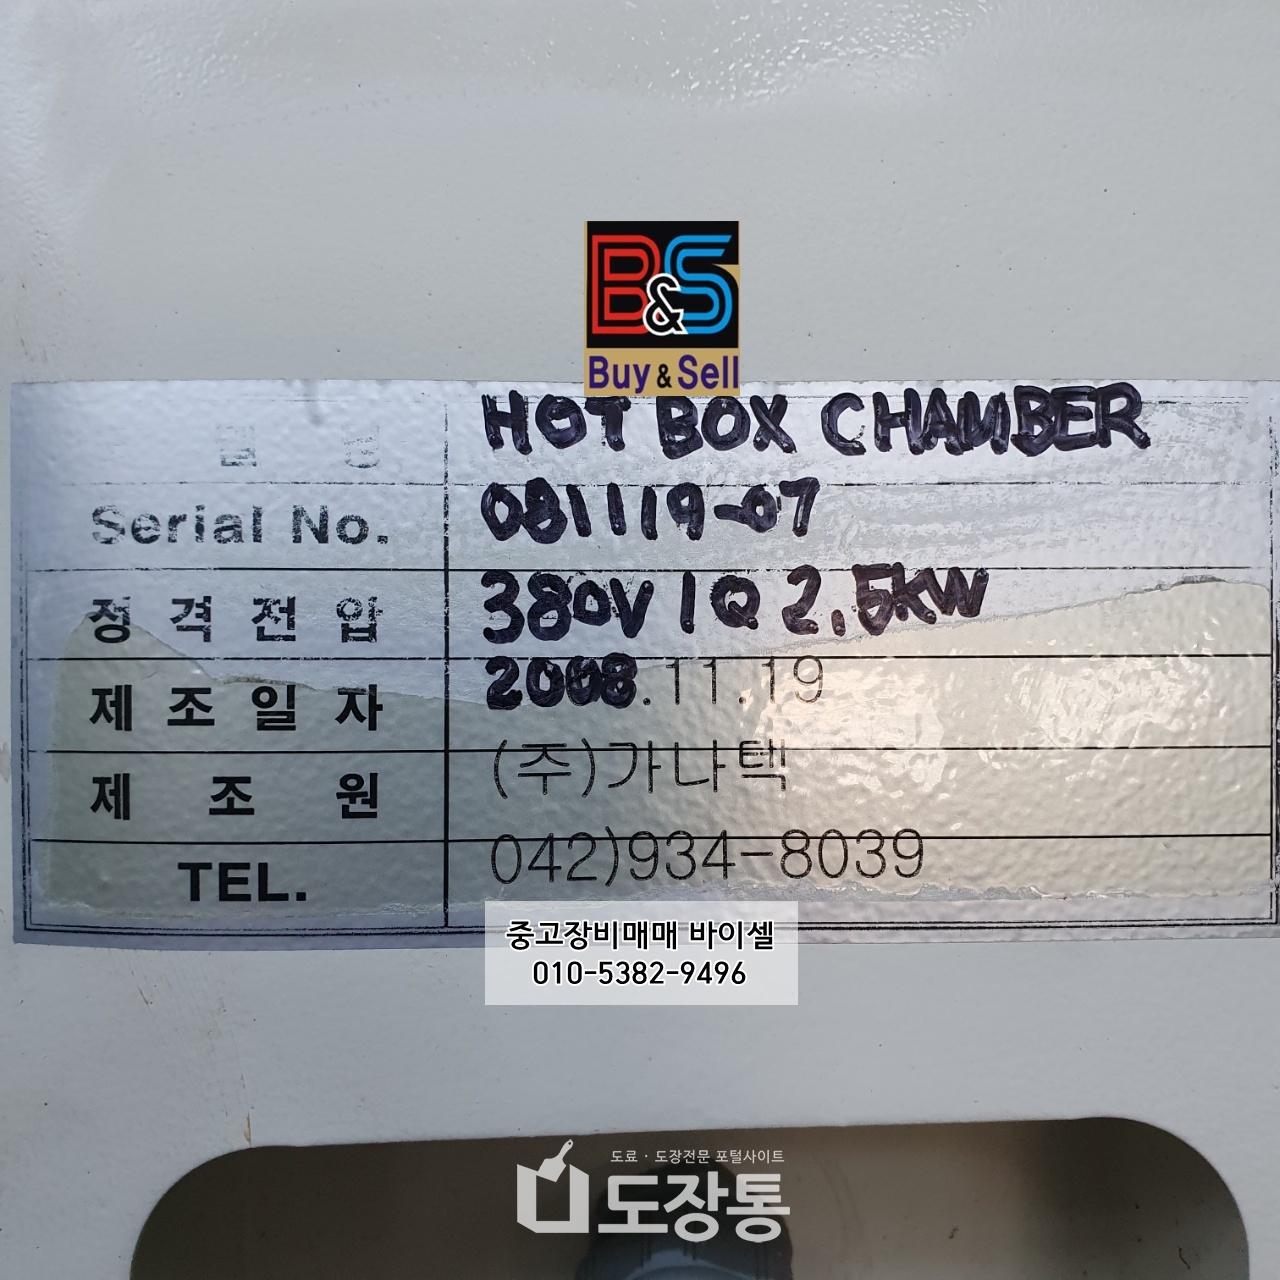 B&S
Buy & Sell
HOT BOX CHAMBER
Serial No. 081119-07
정격전압 380V 1Q 2.5KW
제조일자 2008.11.19
제조원 (주)가나텍
TEL. 042)934-8039
중고장비매매 바이셀
010-5382-9496
도료 · 도장전문 포털사이트
도장통